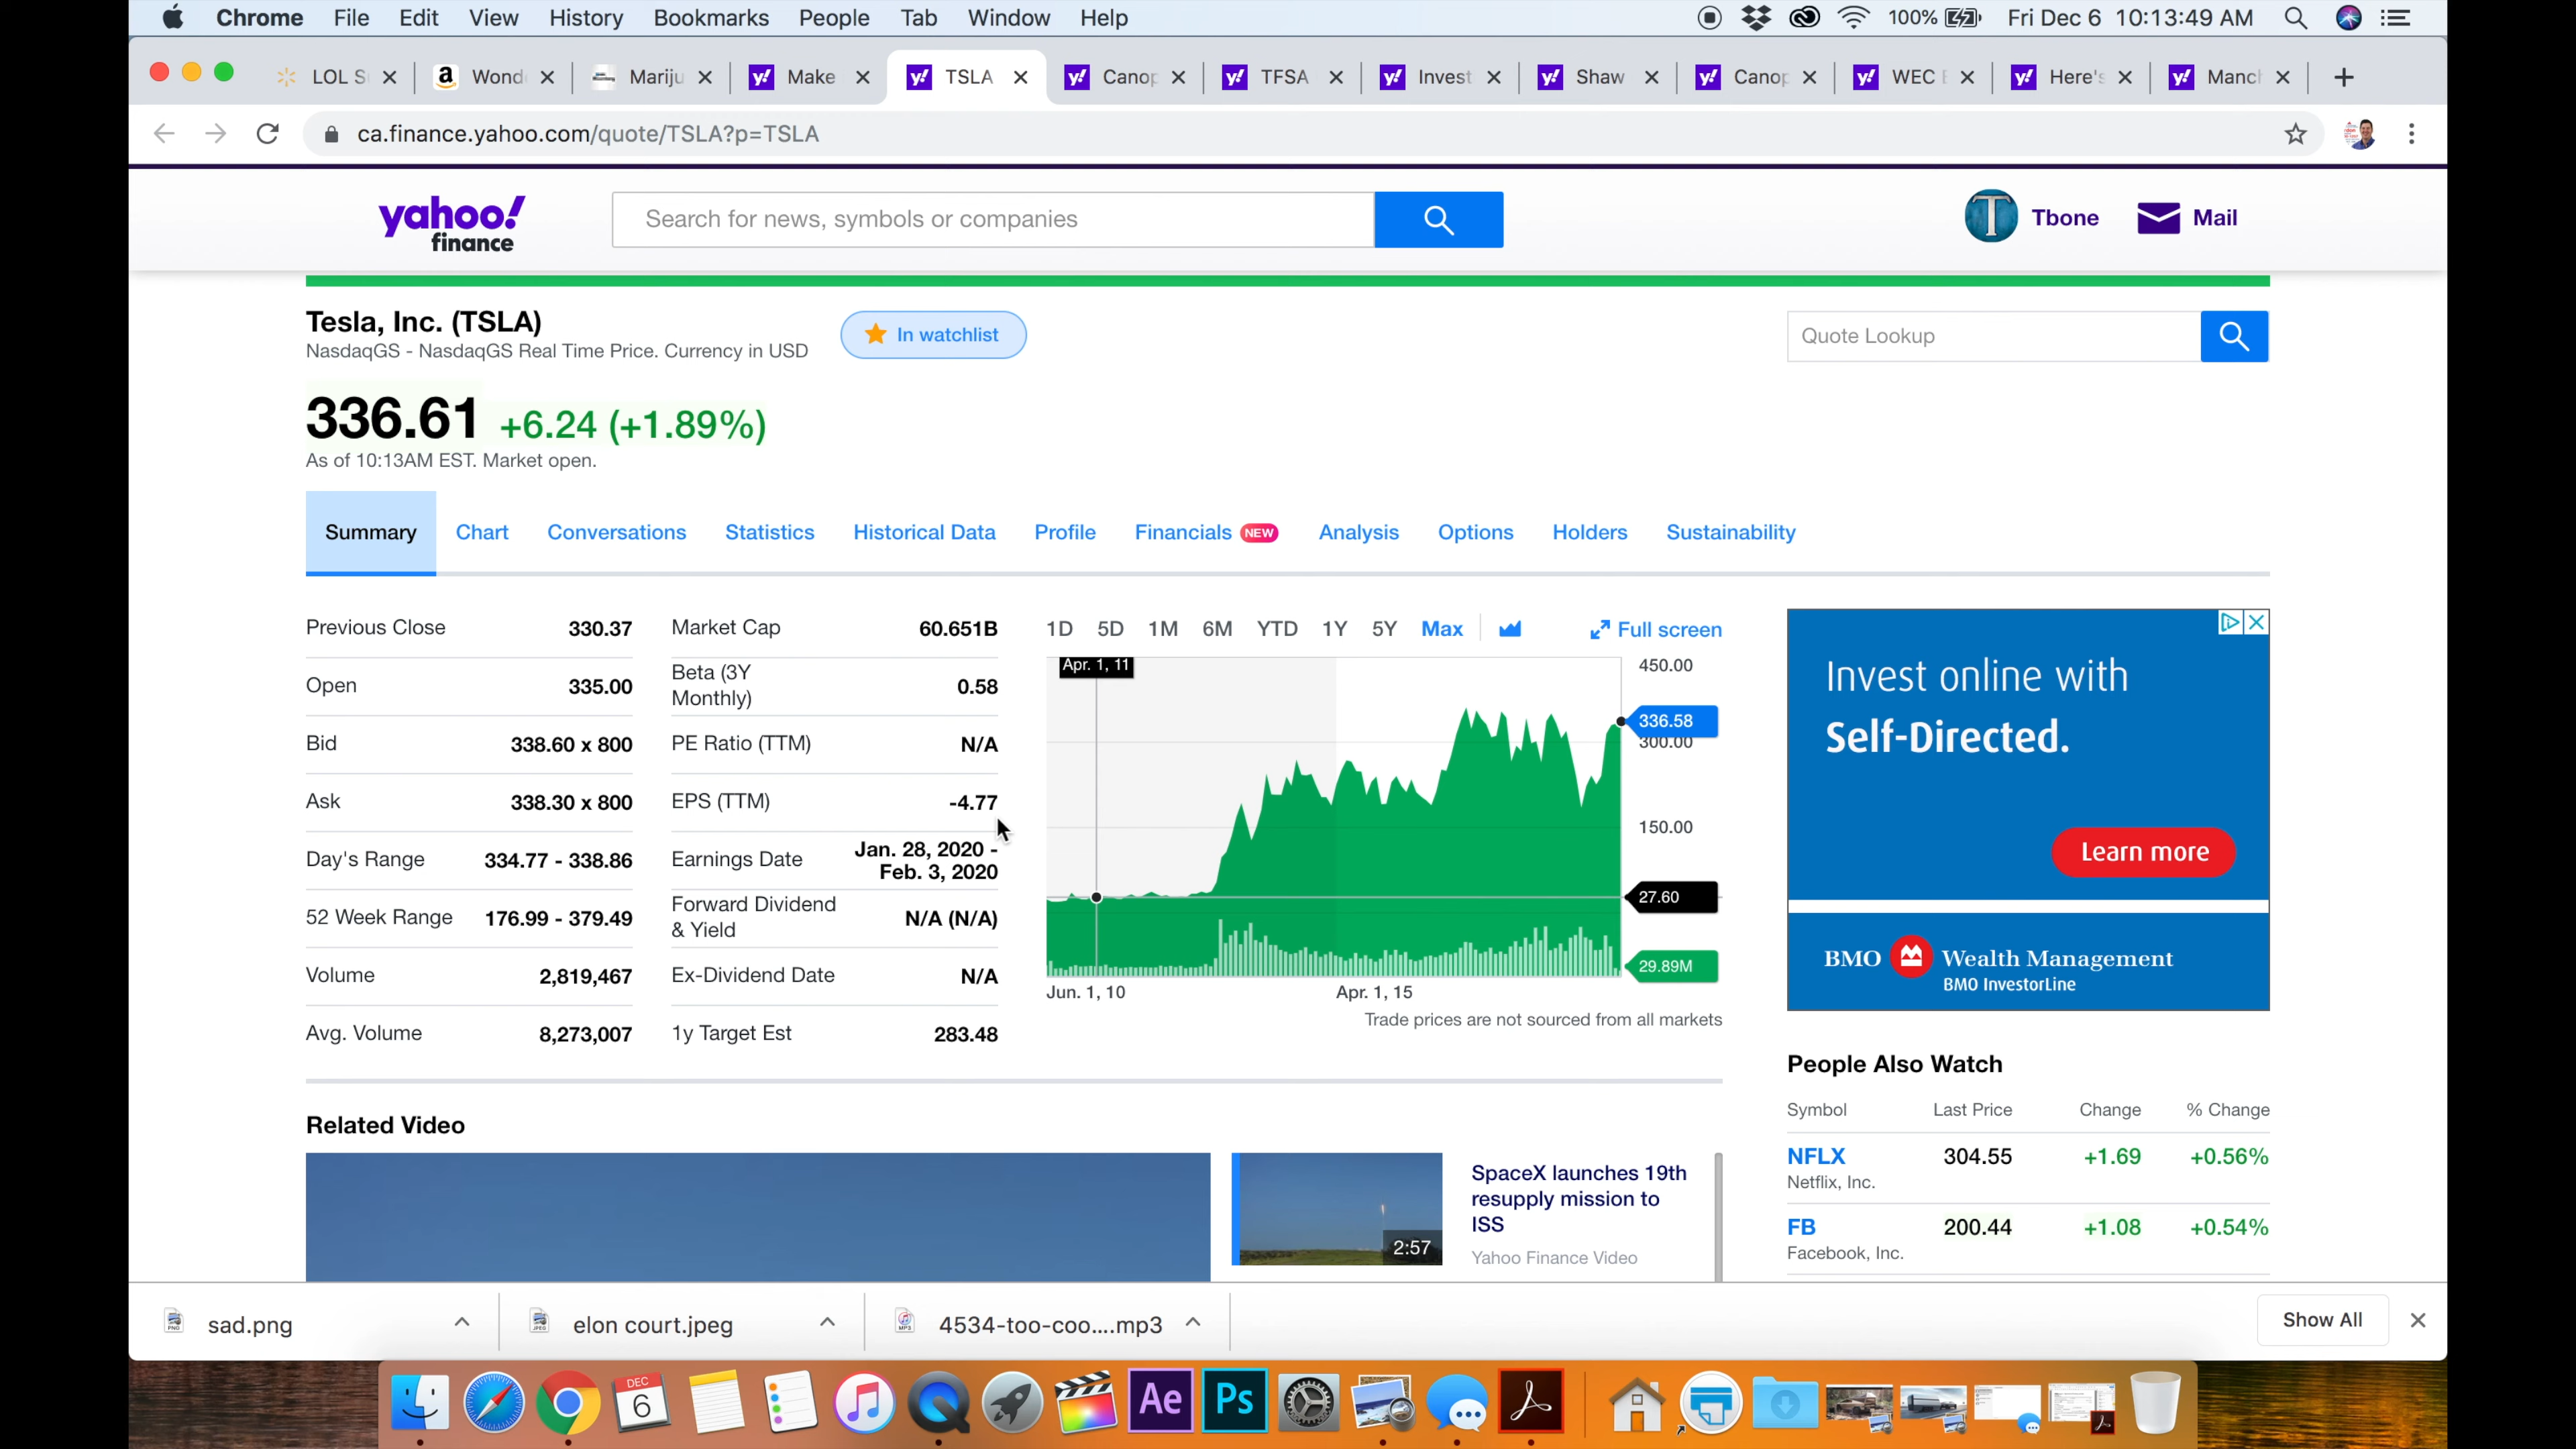 Chrome File Edit View History Bookmarks People Tab Window Help 100% Fri Dec 6 10:13:49 AM
LOL S Wond Mariju Make TSLA Canop TFSA Invest Shaw Canop WEC Here's Manch
ca.finance.yahoo.com/quote/TSLA?p=TSLA
yahoo! finance
Search for news, symbols or companies
Tbone Mail
Tesla, Inc. (TSLA)
NasdaqGS - NasdaqGS Real Time Price. Currency in USD
In watchlist
Quote Lookup
336.61 +6.24 (+1.89%)
As of 10:13AM EST. Market open.
Summary Chart Conversations Statistics Historical Data Profile Financials NEW Analysis Options Holders Sustainability
Previous Close 330.37
Open 335.00
Bid 338.60 x 800
Ask 338.30 x 800
Day's Range 334.77 - 338.86
52 Week Range 176.99 - 379.49
Volume 2,819,467
Avg. Volume 8,273,007
Market Cap 60.651B
Beta (3Y Monthly) 0.58
PE Ratio (TTM) N/A
EPS (TTM) -4.77
Earnings Date Jan. 28, 2020 - Feb. 3, 2020
Forward Dividend & Yield N/A (N/A)
Ex-Dividend Date N/A
1y Target Est 283.48
1D 5D 1M 6M YTD 1Y 5Y Max Full screen
Apr. 1, 11
450.00
336.58
300.00
150.00
27.60
29.89M
Jun. 1, 10 Apr. 1, 15
Trade prices are not sourced from all markets
Invest online with
Self-Directed.
Learn more
BMO Wealth Management
BMO InvestorLine
People Also Watch
Symbol Last Price Change % Change
NFLX 304.55 +1.69 +0.56%
Netflix, Inc.
FB 200.44 +1.08 +0.54%
Facebook, Inc.
Related Video
SpaceX launches 19th
resupply mission to
ISS
2:57
Yahoo Finance Video
sad.png elon court.jpeg 4534-too-coo....mp3 Show All
DEC
6
Ae Ps